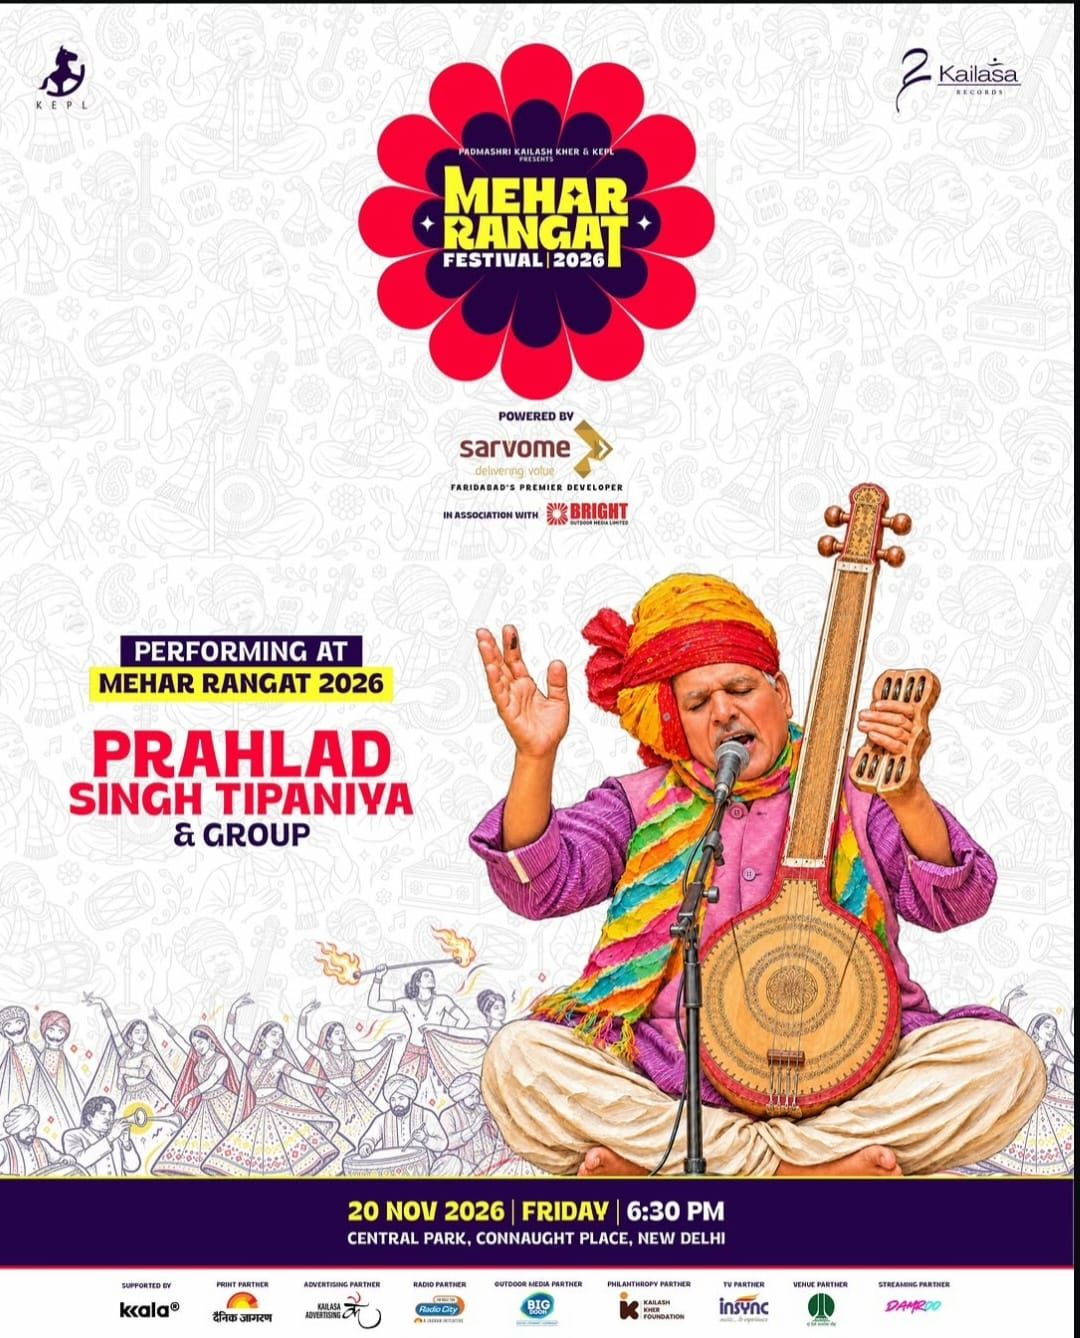 KEPL
Kailasa
RECORDS
PADMASHRI KAILASH KHER & KEPL
PRESENTS
MEHAR
RANGAT
FESTIVAL | 2026
POWERED BY
sarvome
delivering value
FARIDABAD'S PREMIER DEVELOPER
IN ASSOCIATION WITH BRIGHT
OUTDOOR MEDIA LIMITED
PERFORMING AT
MEHAR RANGAT 2026
PRAHLAD
SINGH TIPANIYA
& GROUP
20 NOV 2026 | FRIDAY | 6:30 PM
CENTRAL PARK, CONNAUGHT PLACE, NEW DELHI
SUPPORTED BY
kkala®
PRINT PARTNER
दैनिक जागरण
ADVERTISING PARTNER
KAILASA
ADVERTISING
RADIO PARTNER
Radio City
A JAGRAN INITIATIVE
OUTDOOR MEDIA PARTNER
BIG
DOOH
PHILANTHROPY PARTNER
KAILASH
KHER
FOUNDATION
TV PARTNER
insync
VENUE PARTNER
STREAMING PARTNER
DAMROO